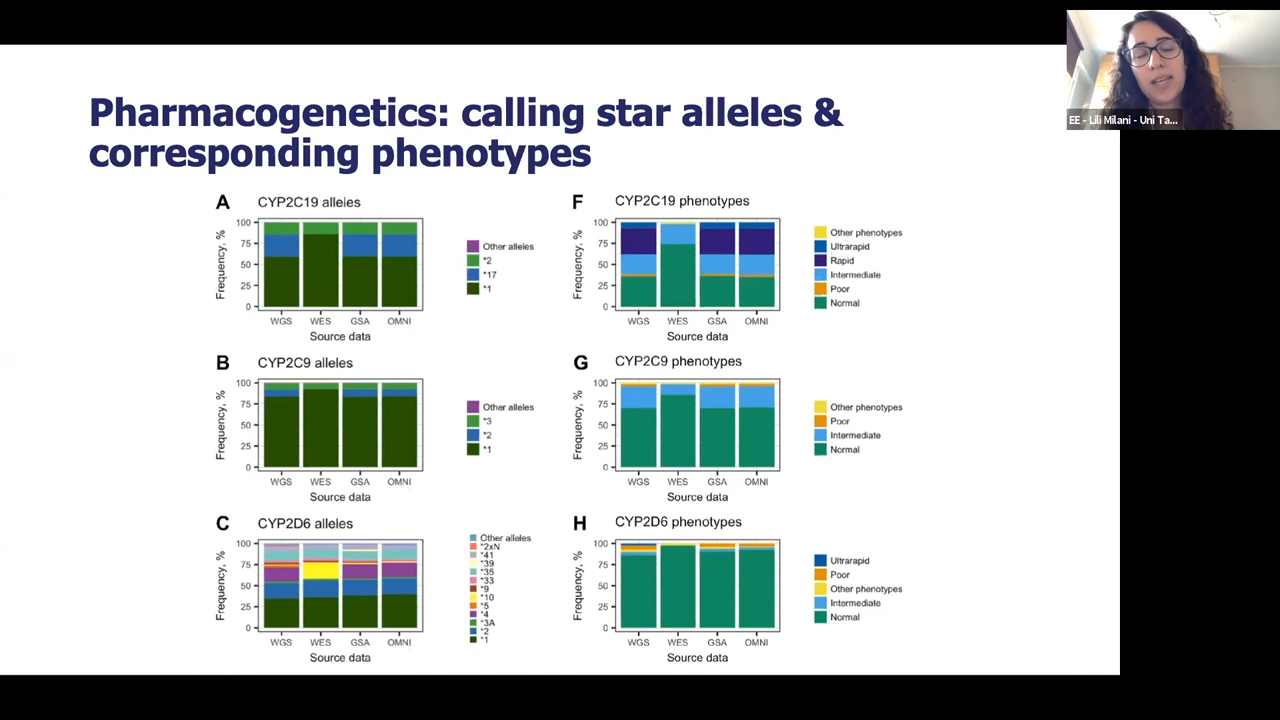 EE - Lili Milani - Uni Ta...
Pharmacogenetics: calling star alleles &
corresponding phenotypes
A
CYP2C19 alleles
100
75
50
25
0
Frequency, %
WGS WES GSA OMNI
Source data
Other alleles
*2
*17
*1
F
CYP2C19 phenotypes
100
75
50
25
0
Frequency, %
WGS WES GSA OMNI
Source data
Other phenotypes
Ultrarapid
Rapid
Intermediate
Poor
Normal
B
CYP2C9 alleles
100
75
50
25
0
Frequency, %
WGS WES GSA OMNI
Source data
Other alleles
*3
*2
*1
G
CYP2C9 phenotypes
100
75
50
25
0
Frequency, %
WGS WES GSA OMNI
Source data
Other phenotypes
Poor
Intermediate
Normal
C
CYP2D6 alleles
100
75
50
25
0
Frequency, %
WGS WES GSA OMNI
Source data
Other alleles
*2xN
*41
*39
*35
*33
*9
*10
*5
*4
*3A
*2
*1
H
CYP2D6 phenotypes
100
75
50
25
0
Frequency, %
WGS WES GSA OMNI
Source data
Ultrarapid
Poor
Other phenotypes
Intermediate
Normal